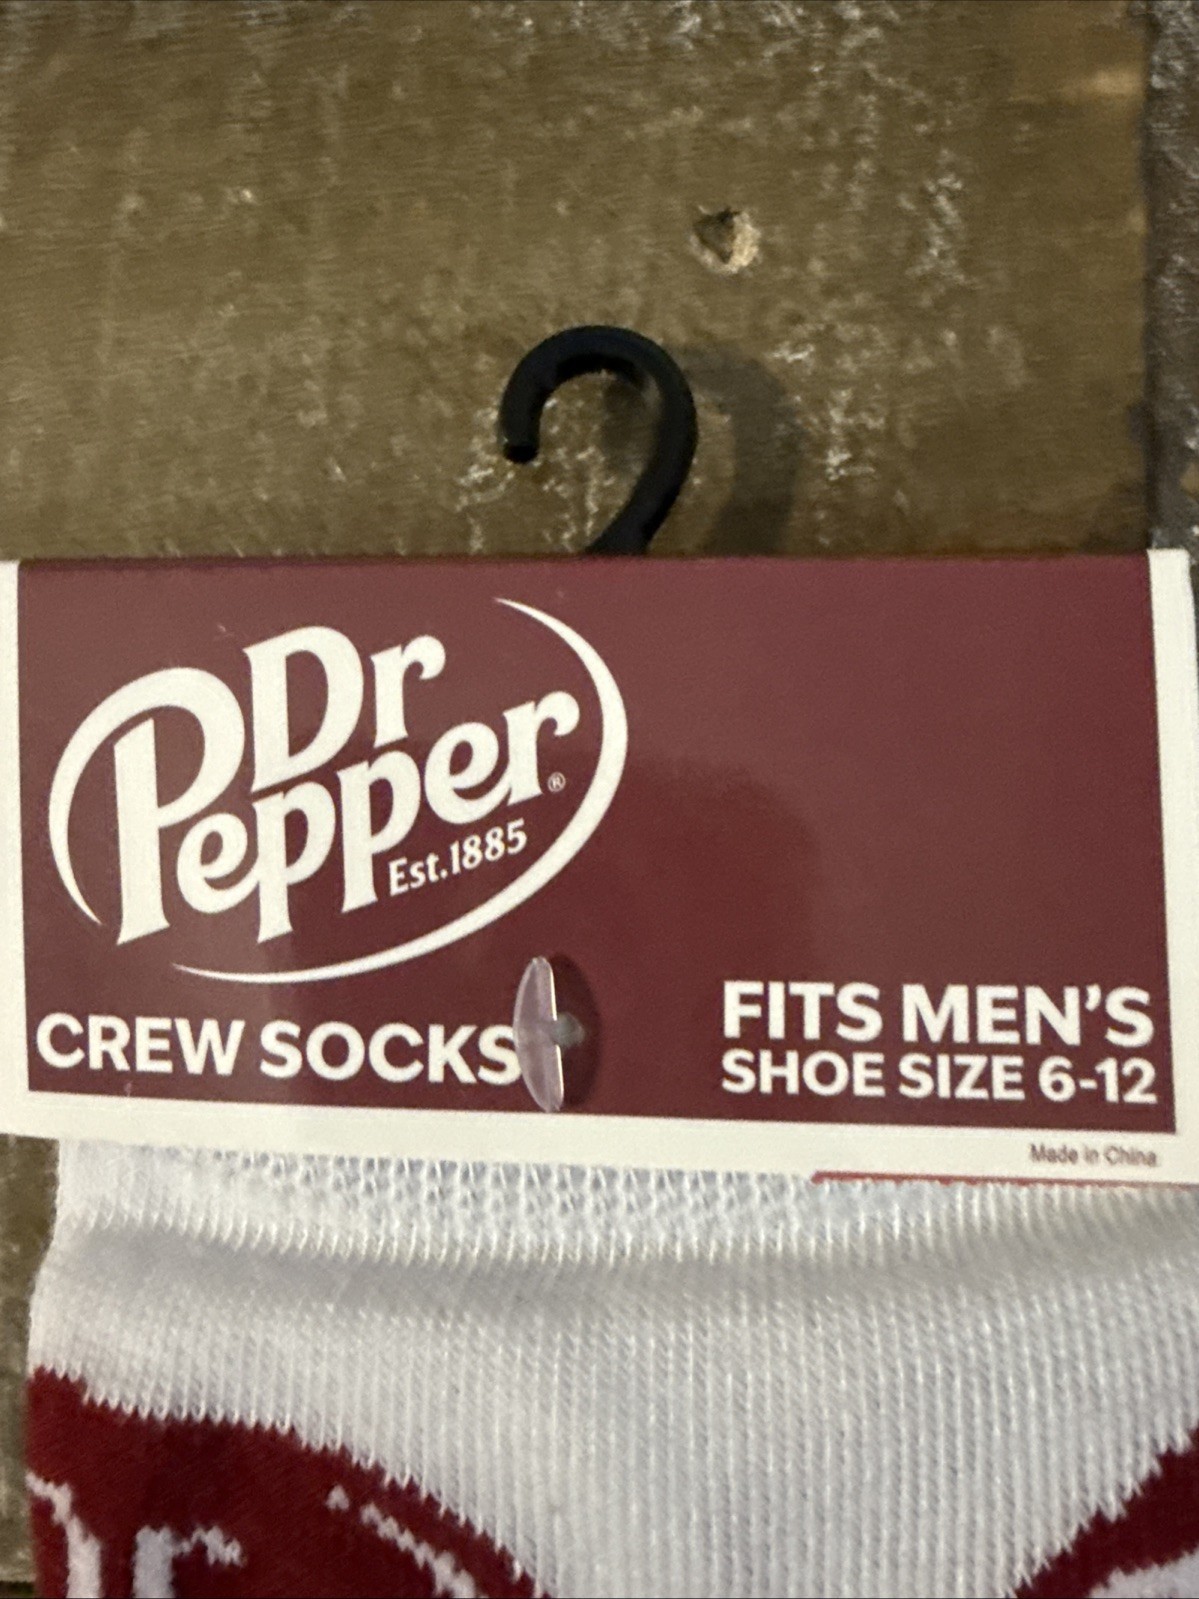 Dr
Pepper®
Est.1885
CREW SOCKS
FITS MEN'S
SHOE SIZE 6-12
Made in China